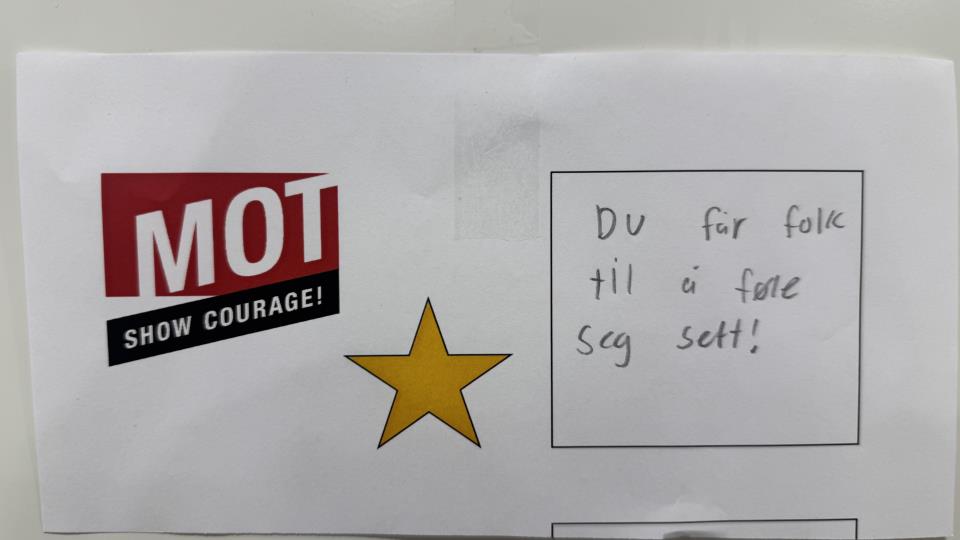 MOT
SHOW COURAGE!
Du får folk
til å føle
seg sett!